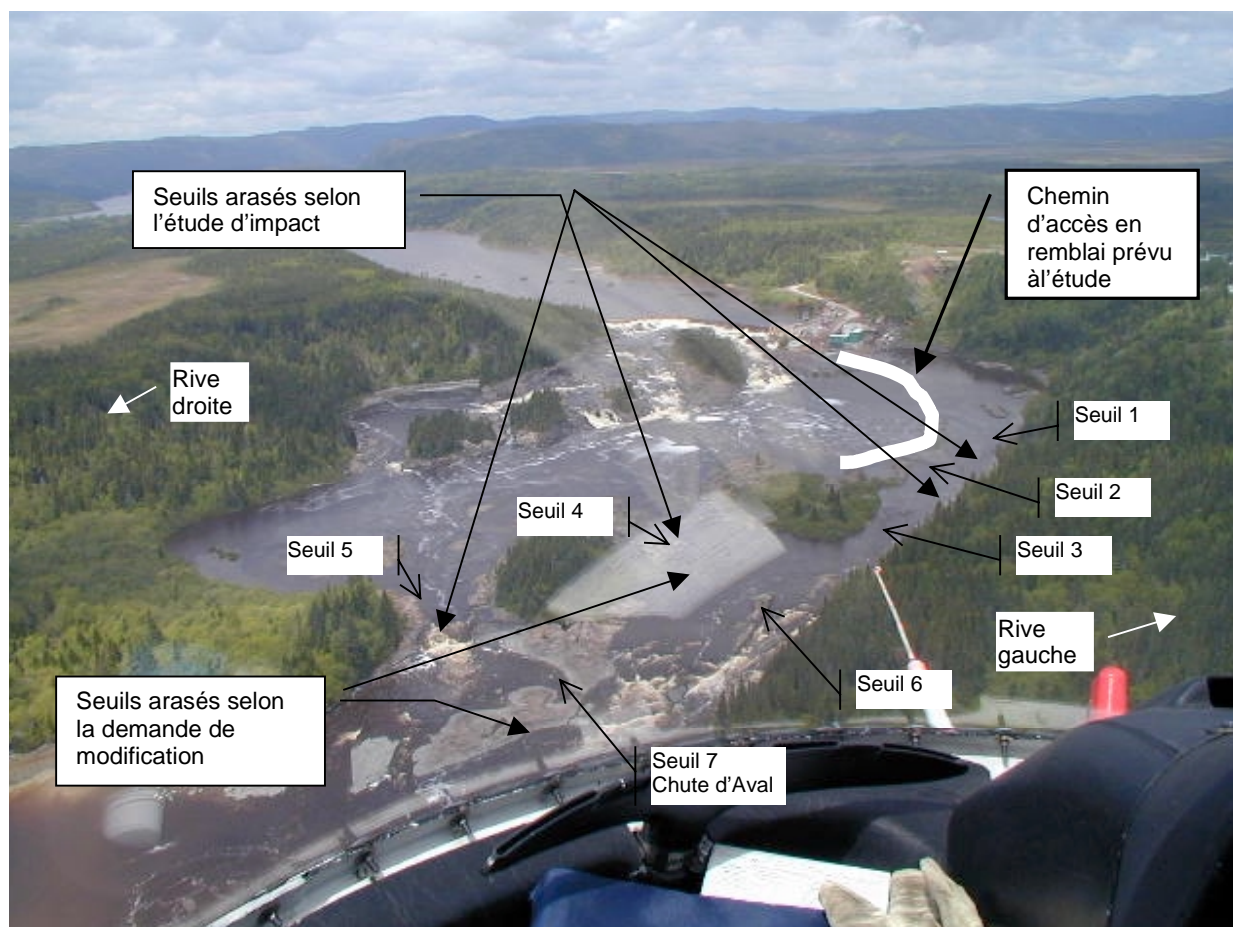 Seuils arasés selon
l'étude d'impact
Chemin
d'accès en
remblai prévu
àl'étude
Rive
droite
Seuil 1
Seuil 2
Seuil 4
Seuil 5
Seuil 3
Rive
gauche
Seuil 6
Seuils arasés selon
la demande de
modification
Seuil 7
Chute d'Aval